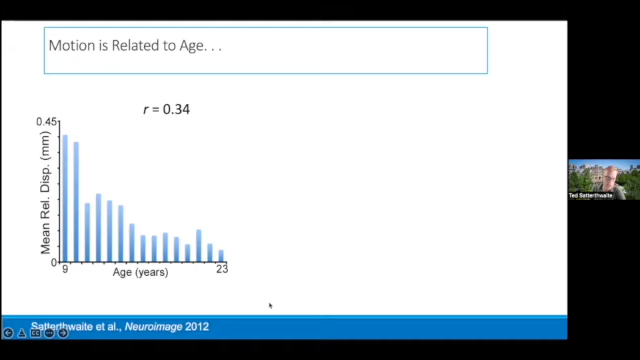 Motion is Related to Age. . .
r = 0.34
0.45
Mean Rel. Disp. (mm)
0
9
Age (years)
23
Ted Satterthwaite
Satterthwaite et al., Neuroimage 2012